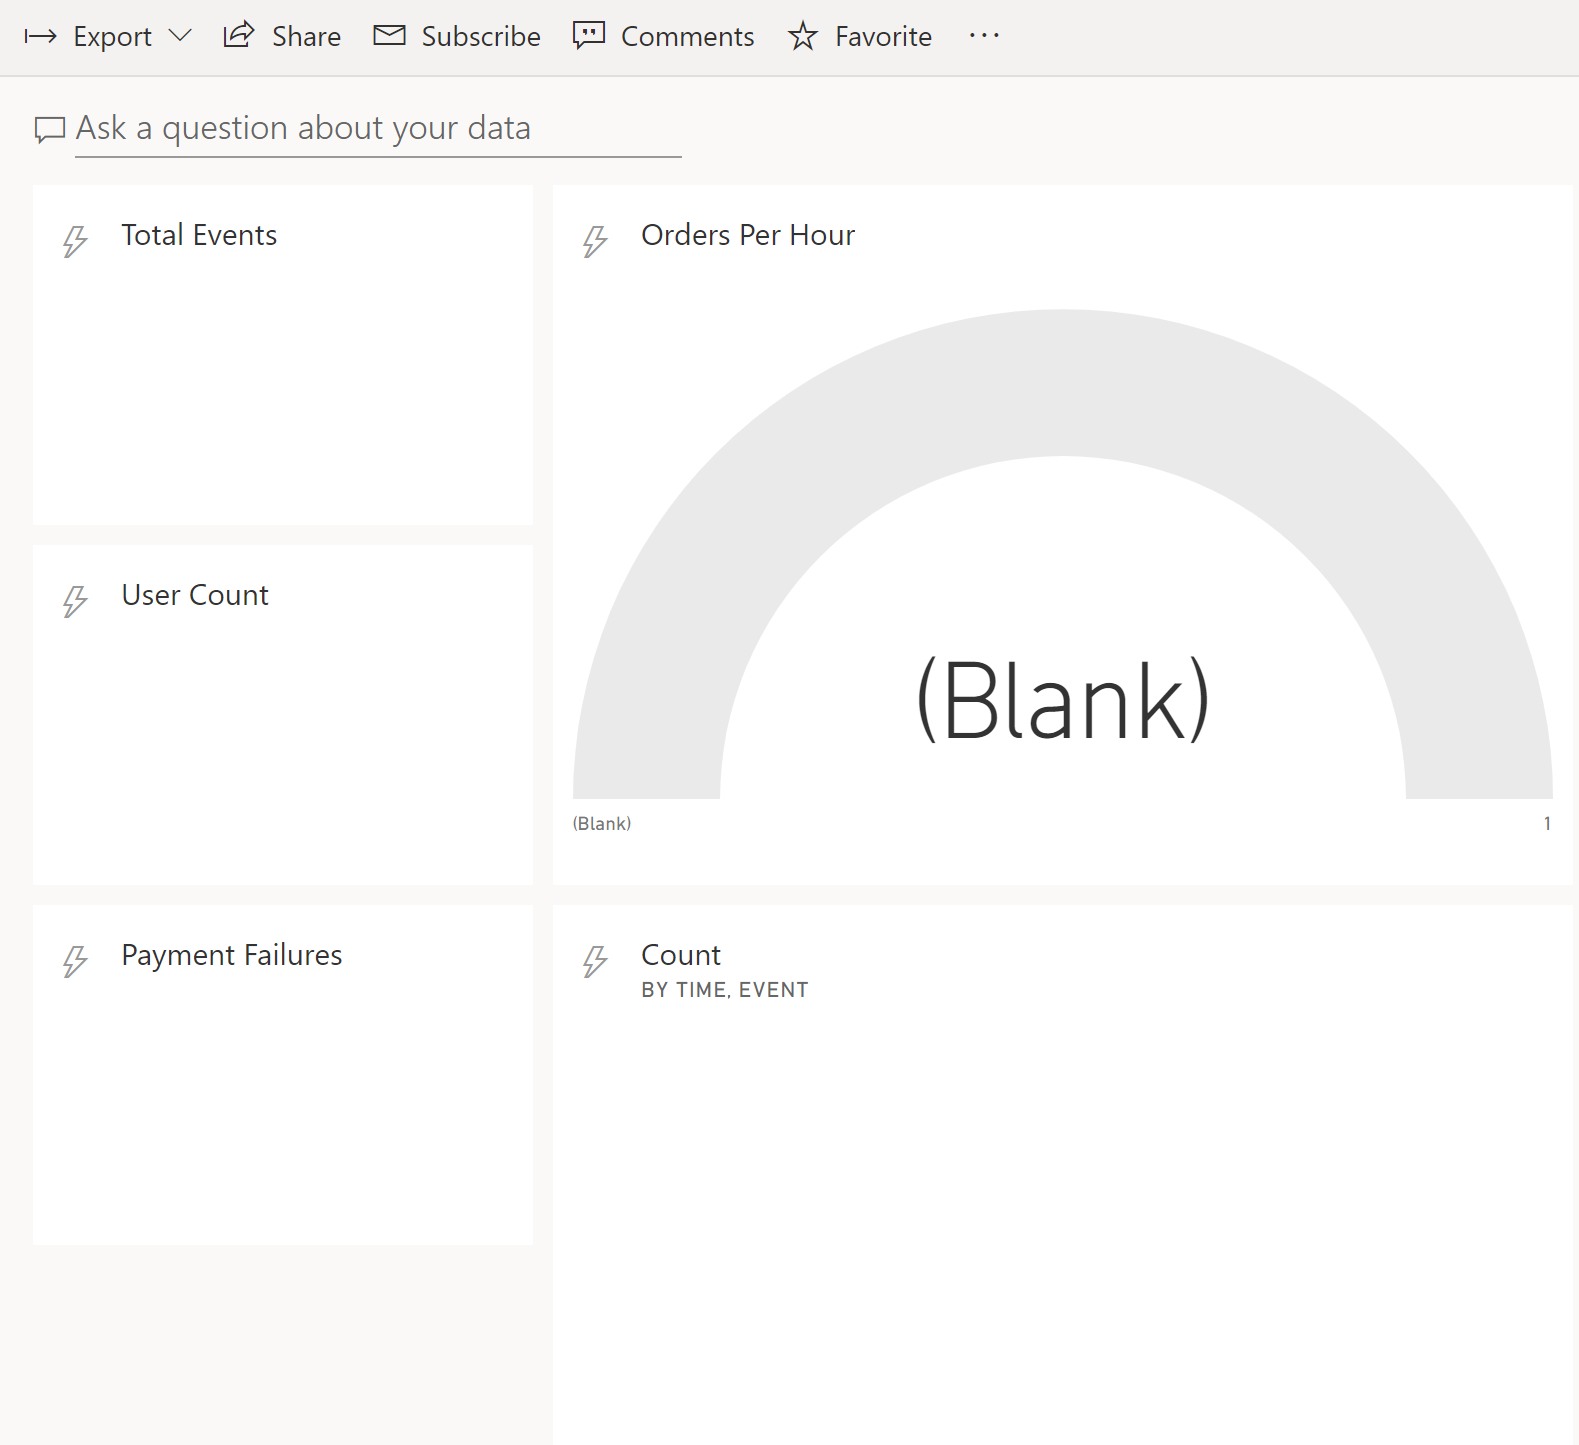 Export Share Subscribe Comments Favorite ...
Ask a question about your data
Total Events
Orders Per Hour
(Blank)
(Blank) 1
User Count
Payment Failures
Count
BY TIME, EVENT